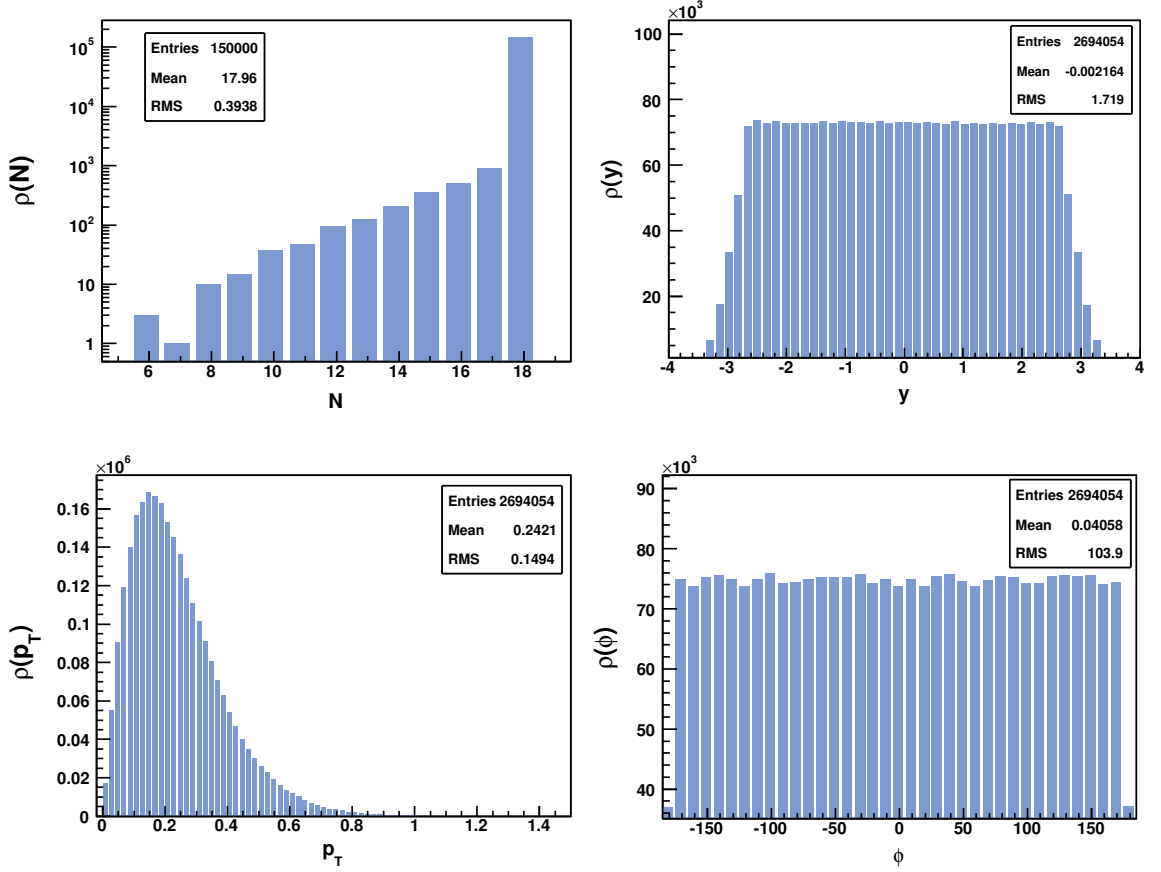 Entries 150000
Mean 17.96
RMS 0.3938
ρ(N)
10^5
10^4
10^3
10^2
10
1
6 8 10 12 14 16 18
N
×10^3
Entries 2694054
Mean -0.002164
RMS 1.719
ρ(y)
100
80
60
40
20
-4 -3 -2 -1 0 1 2 3 4
y
×10^6
Entries 2694054
Mean 0.2421
RMS 0.1494
ρ(p_T)
0.16
0.14
0.12
0.1
0.08
0.06
0.04
0.02
0
0 0.2 0.4 0.6 0.8 1 1.2 1.4
p_T
×10^3
Entries 2694054
Mean 0.04058
RMS 103.9
ρ(ϕ)
90
80
70
60
50
40
-150 -100 -50 0 50 100 150
ϕ